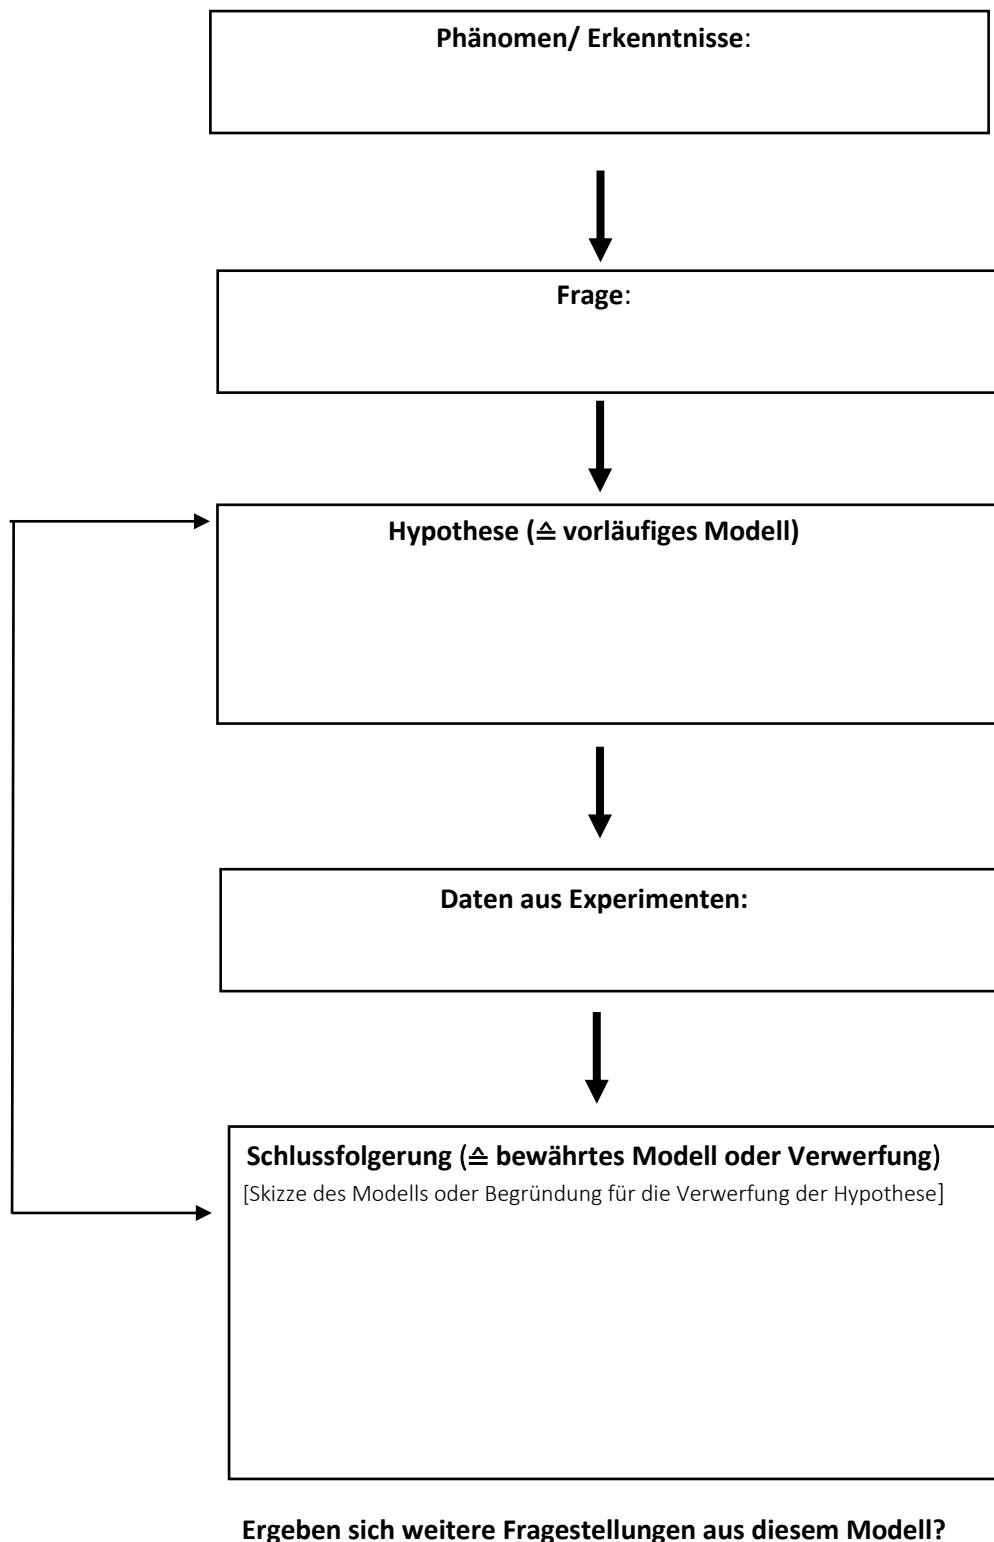 Phänomen/ Erkenntnisse:
Frage:
Hypothese (≙ vorläufiges Modell)
Daten aus Experimenten:
Schlussfolgerung (≙ bewährtes Modell oder Verwerfung)
[Skizze des Modells oder Begründung für die Verwerfung der Hypothese]
Ergeben sich weitere Fragestellungen aus diesem Modell?